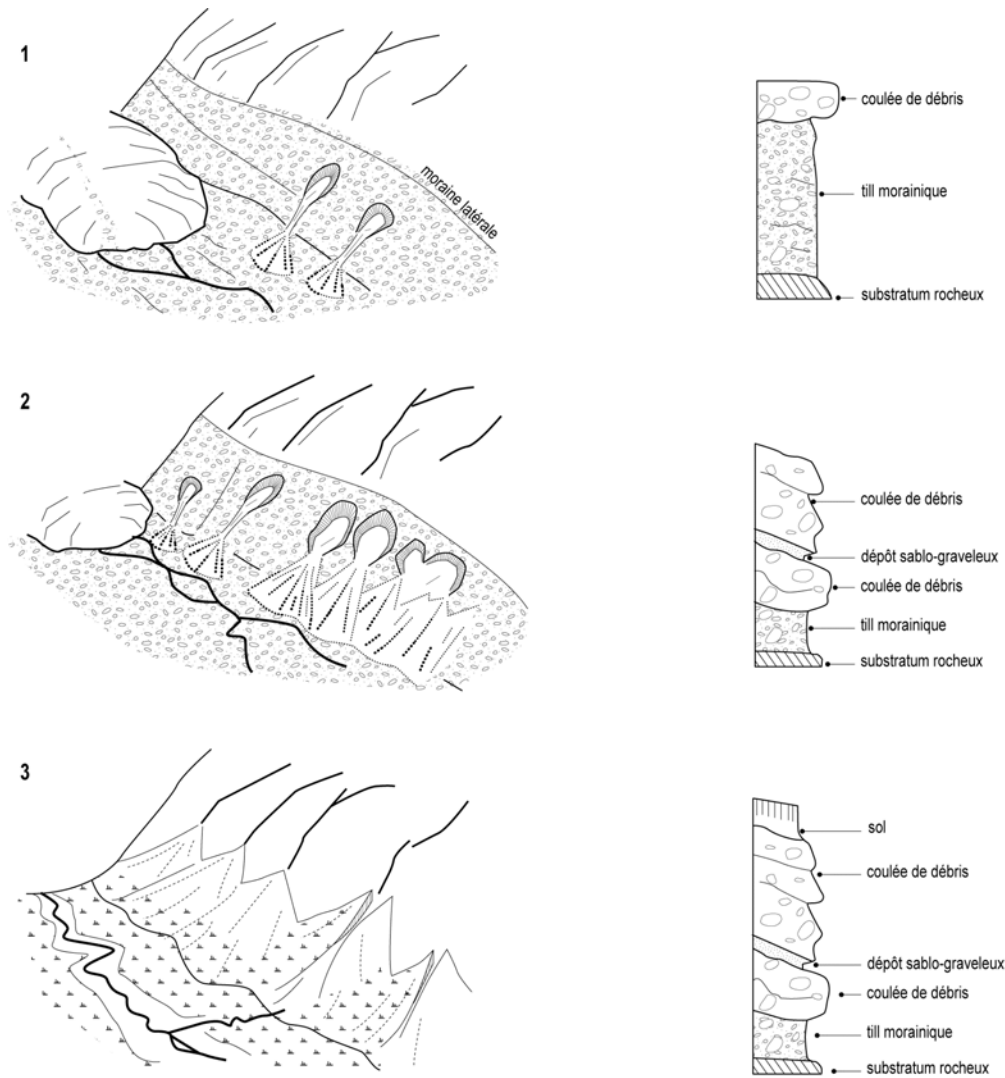 1
moraine latérale
coulée de débris
till morainique
substratum rocheux
2
coulée de débris
dépôt sablo-graveleux
coulée de débris
till morainique
substratum rocheux
3
sol
coulée de débris
dépôt sablo-graveleux
coulée de débris
till morainique
substratum rocheux